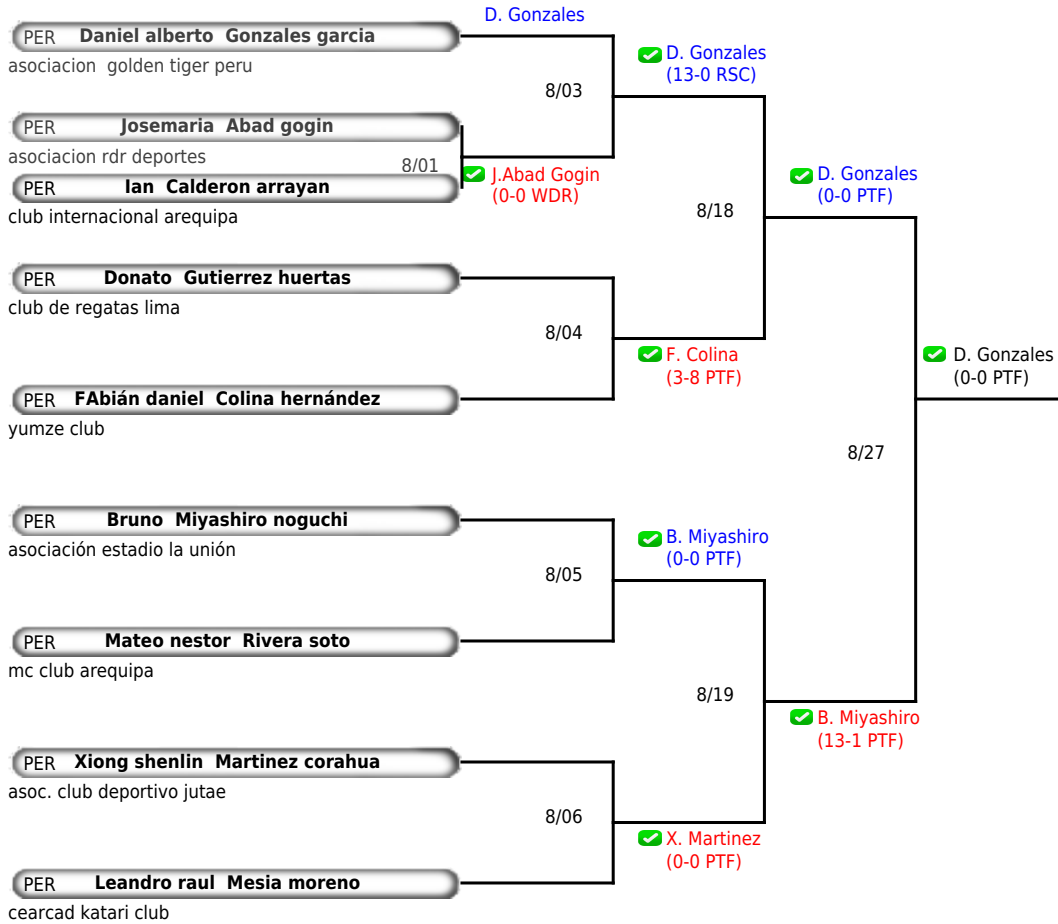 D. Gonzales
PER Daniel alberto Gonzales garcia
asociacion golden tiger peru
D. Gonzales
(13-0 RSC)
8/03
PER Josemaria Abad gogin
asociacion rdr deportes
8/01
J.Abad Gogin
(0-0 WDR)
PER Ian Calderon arrayan
club internacional arequipa
D. Gonzales
(0-0 PTF)
8/18
PER Donato Gutierrez huertas
club de regatas lima
8/04
F. Colina
(3-8 PTF)
D. Gonzales
(0-0 PTF)
PER FAbián daniel Colina hernández
yumze club
8/27
PER Bruno Miyashiro noguchi
asociación estadio la unión
B. Miyashiro
(0-0 PTF)
8/05
PER Mateo nestor Rivera soto
mc club arequipa
8/19
B. Miyashiro
(13-1 PTF)
PER Xiong shenlin Martinez corahua
asoc. club deportivo jutae
8/06
X. Martinez
(0-0 PTF)
PER Leandro raul Mesia moreno
cearcad katari club